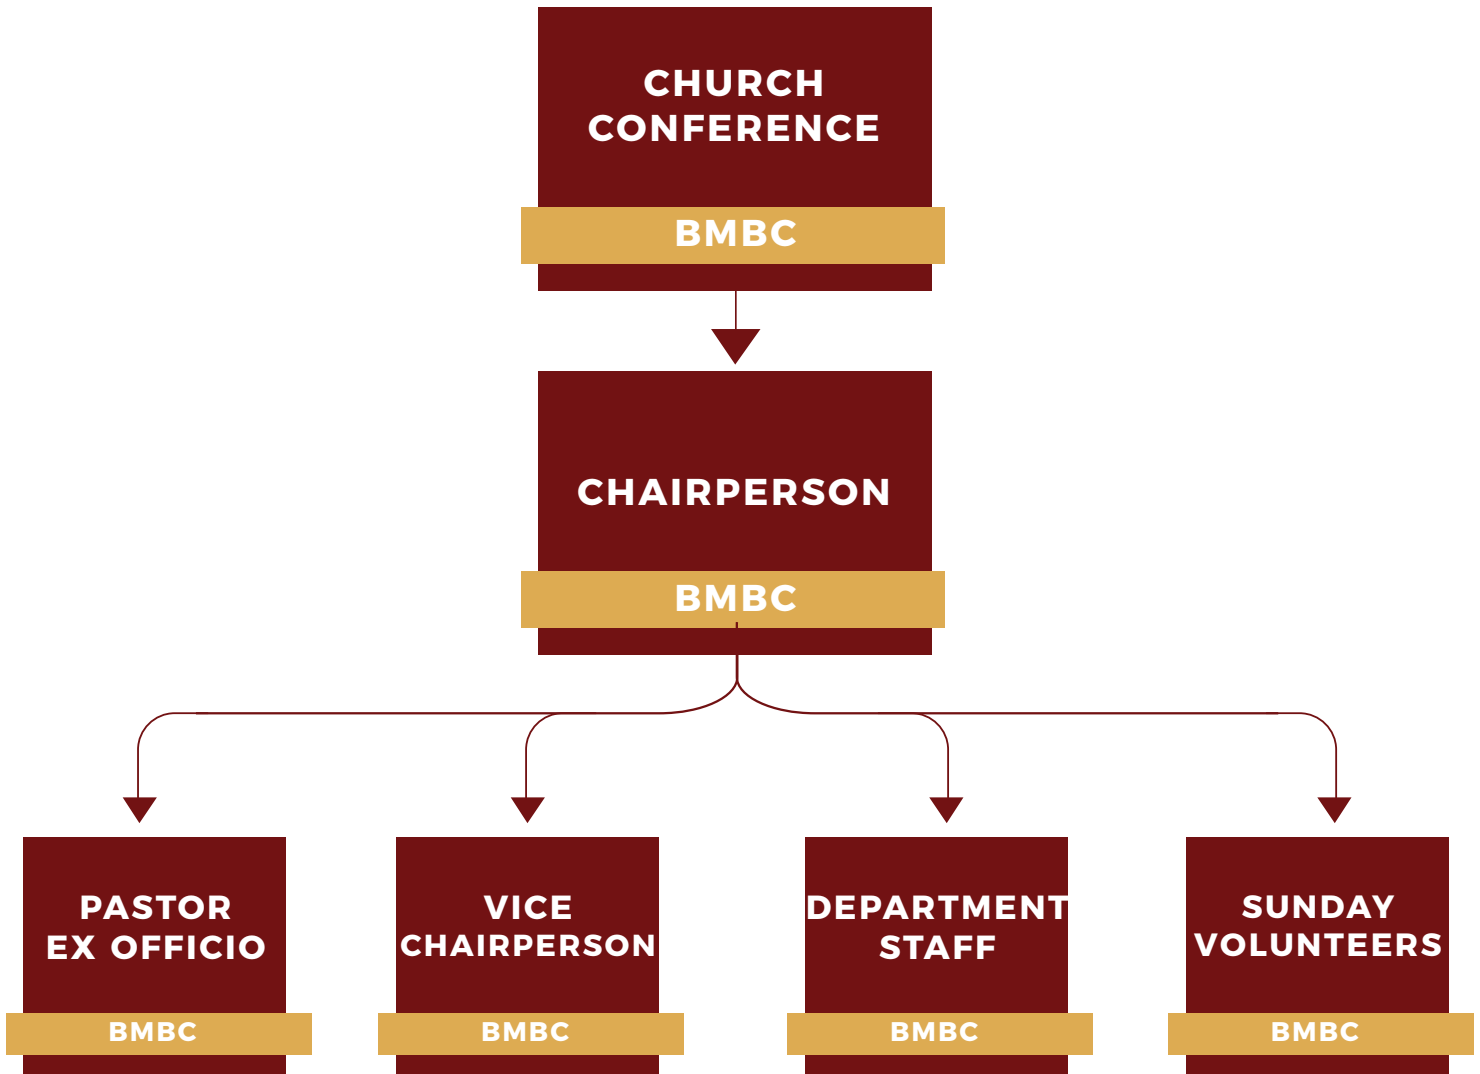 CHURCH
CONFERENCE
BMBC
CHAIRPERSON
BMBC
PASTOR
EX OFFICIO
BMBC
VICE
CHAIRPERSON
BMBC
DEPARTMENT
STAFF
BMBC
SUNDAY
VOLUNTEERS
BMBC